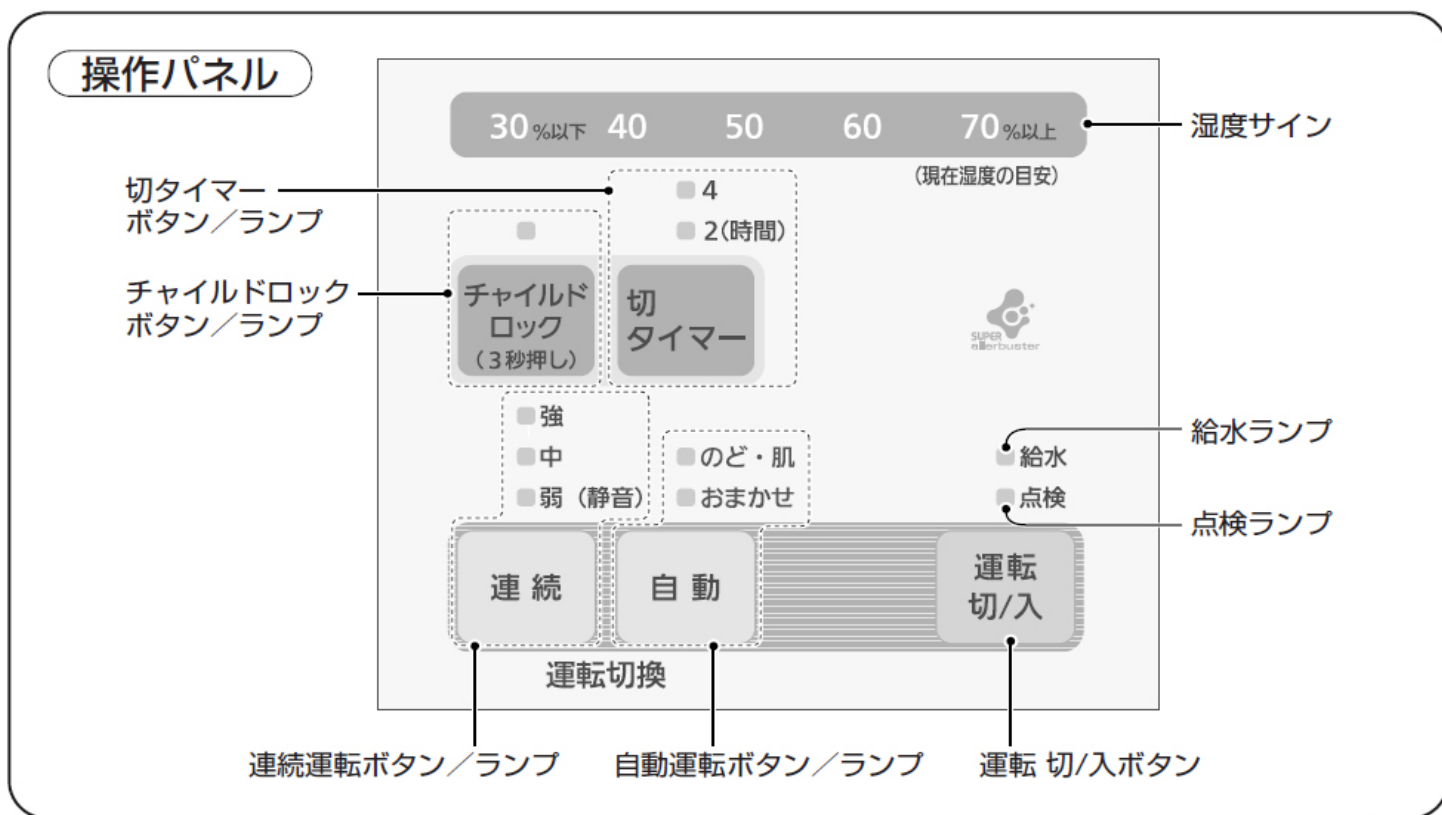 操作パネル
30%以下 40 50 60 70%以上
湿度サイン
(現在湿度の目安)
切タイマー
ボタン／ランプ
4
2(時間)
チャイルドロック
ボタン／ランプ
チャイルド
ロック
(3秒押し)
切
タイマー
SUPER
allerbuster
強
中
弱（静音）
のど・肌
おまかせ
給水
点検
給水ランプ
点検ランプ
連続
自動
運転
切/入
運転切換
連続運転ボタン／ランプ
自動運転ボタン／ランプ
運転 切/入ボタン